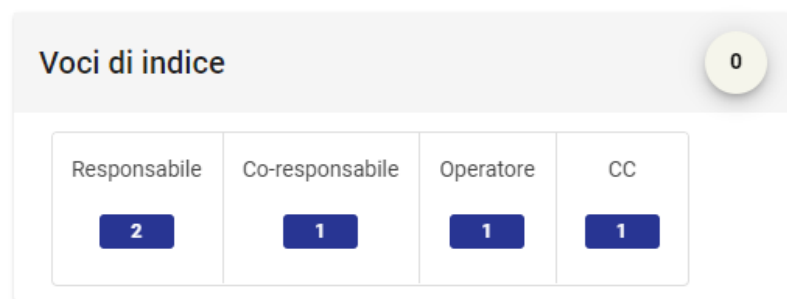 Voci di indice 0
Responsabile Co-responsabile Operatore CC
2 1 1 1